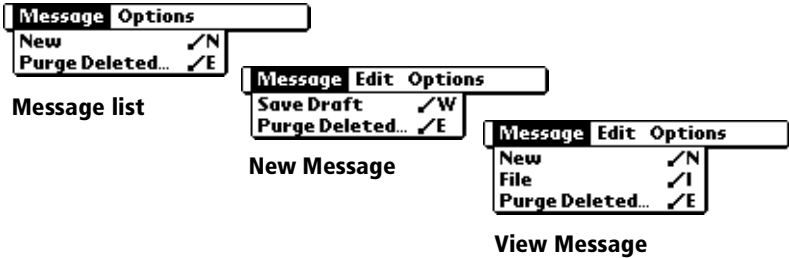 Message Options
New /N
Purge Deleted... /E
Message list
Message Edit Options
Save Draft /W
Purge Deleted... /E
New Message
Message Edit Options
New /N
File /I
Purge Deleted... /E
View Message